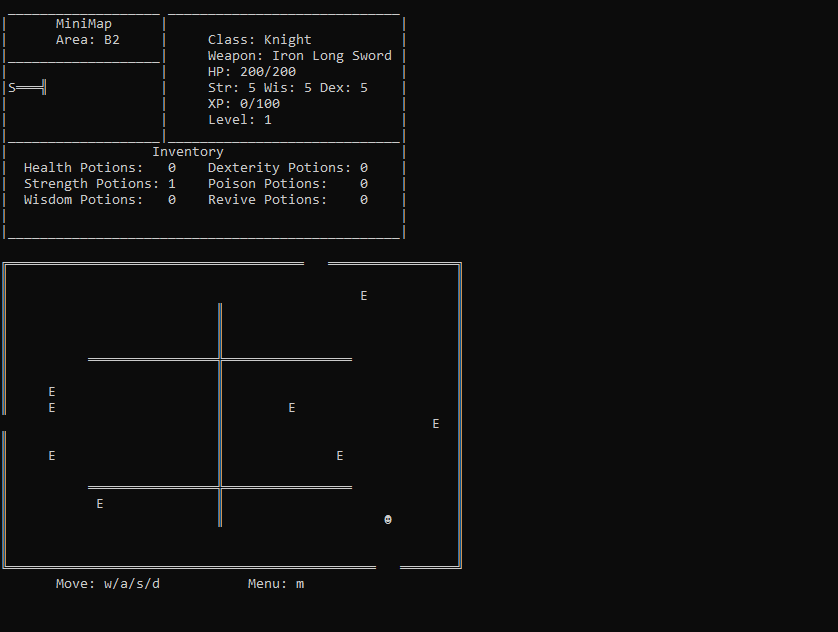 MiniMap
Area: B2
Class: Knight
Weapon: Iron Long Sword
HP: 200/200
S
Str: 5 Wis: 5 Dex: 5
XP: 0/100
Level: 1
Inventory
Health Potions: 0 Dexterity Potions: 0
Strength Potions: 1 Poison Potions: 0
Wisdom Potions: 0 Revive Potions: 0
E
E
E E
E
E E
E
Move: w/a/s/d Menu: m